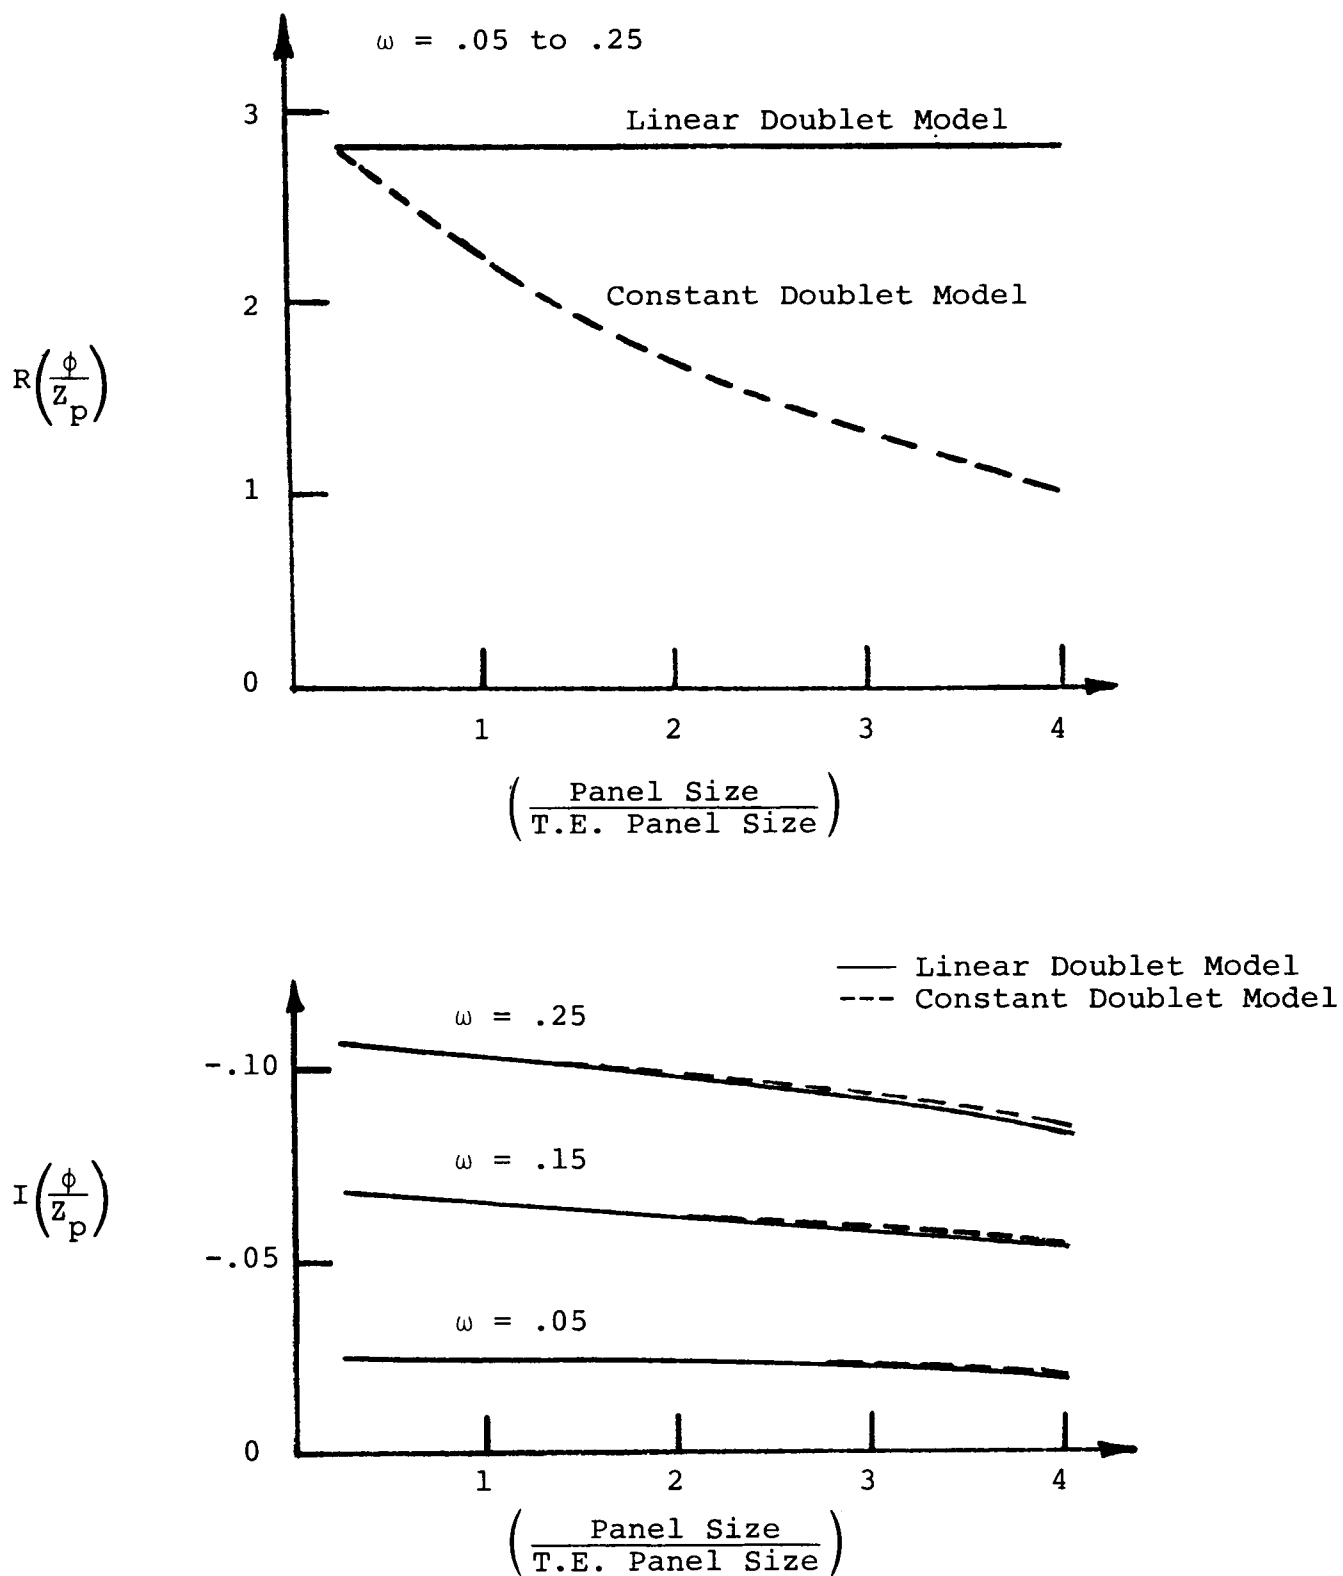 ω = .05 to .25
3
Linear Doublet Model
2
Constant Doublet Model
R(φ/Zp)
1
0
1 2 3 4
(Panel Size / T.E. Panel Size)
—— Linear Doublet Model
--- Constant Doublet Model
ω = .25
-.10
ω = .15
I(φ/Zp)
-.05
ω = .05
0
1 2 3 4
(Panel Size / T.E. Panel Size)